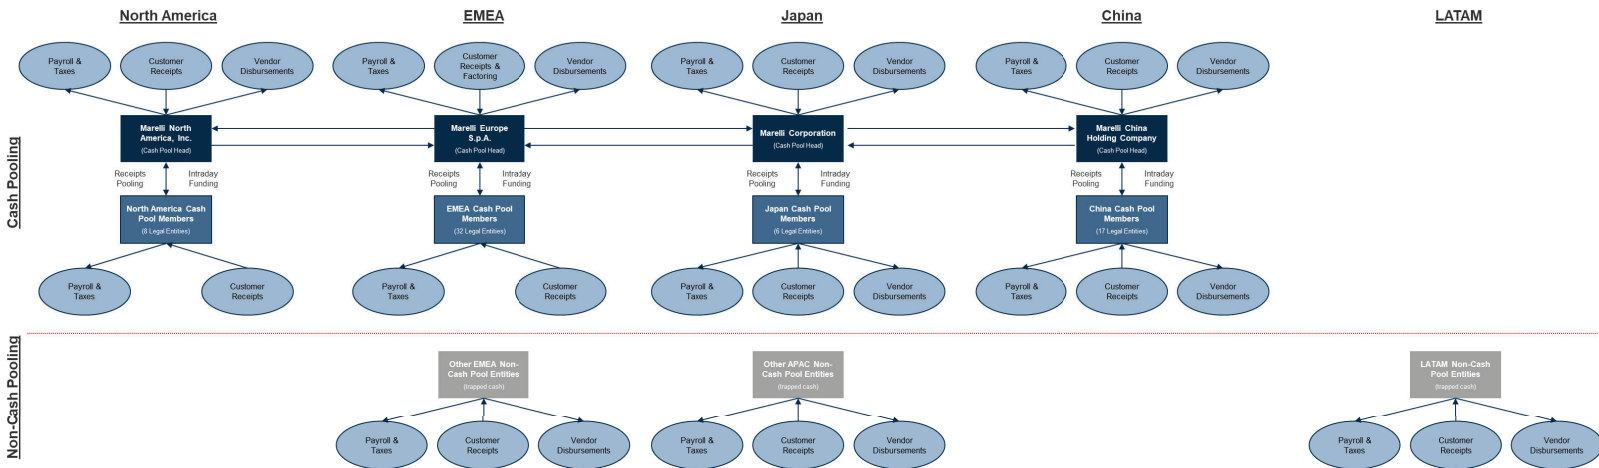 North America
EMEA
Japan
China
LATAM
Payroll &
Taxes
Customer
Receipts
Vendor
Disbursements
Payroll &
Taxes
Customer
Receipts &
Factoring
Vendor
Disbursements
Payroll &
Taxes
Customer
Receipts
Vendor
Disbursements
Payroll &
Taxes
Customer
Receipts
Vendor
Disbursements
Cash Pooling
Marelli North
America, Inc.
(Cash Pool Head)
Marelli Europe
S.p.A.
(Cash Pool Head)
Marelli Corporation
(Cash Pool Head)
Marelli China
Holding Company
(Cash Pool Head)
Receipts
Pooling
Intraday
Funding
Receipts
Pooling
Intraday
Funding
Receipts
Pooling
Intraday
Funding
Receipts
Pooling
Intraday
Funding
North America Cash
Pool Members
(8 Legal Entities)
EMEA Cash Pool
Members
(32 Legal Entities)
Japan Cash Pool
Members
(6 Legal Entities)
China Cash Pool
Members
(17 Legal Entities)
Payroll &
Taxes
Customer
Receipts
Payroll &
Taxes
Customer
Receipts
Payroll &
Taxes
Customer
Receipts
Vendor
Disbursements
Payroll &
Taxes
Customer
Receipts
Vendor
Disbursements
Non-Cash Pooling
Other EMEA Non-
Cash Pool Entities
(trapped cash)
Other APAC Non-
Cash Pool Entities
(trapped cash)
LATAM Non-Cash
Pool Entities
(trapped cash)
Payroll &
Taxes
Customer
Receipts
Vendor
Disbursements
Payroll &
Taxes
Customer
Receipts
Vendor
Disbursements
Payroll &
Taxes
Customer
Receipts
Vendor
Disbursements